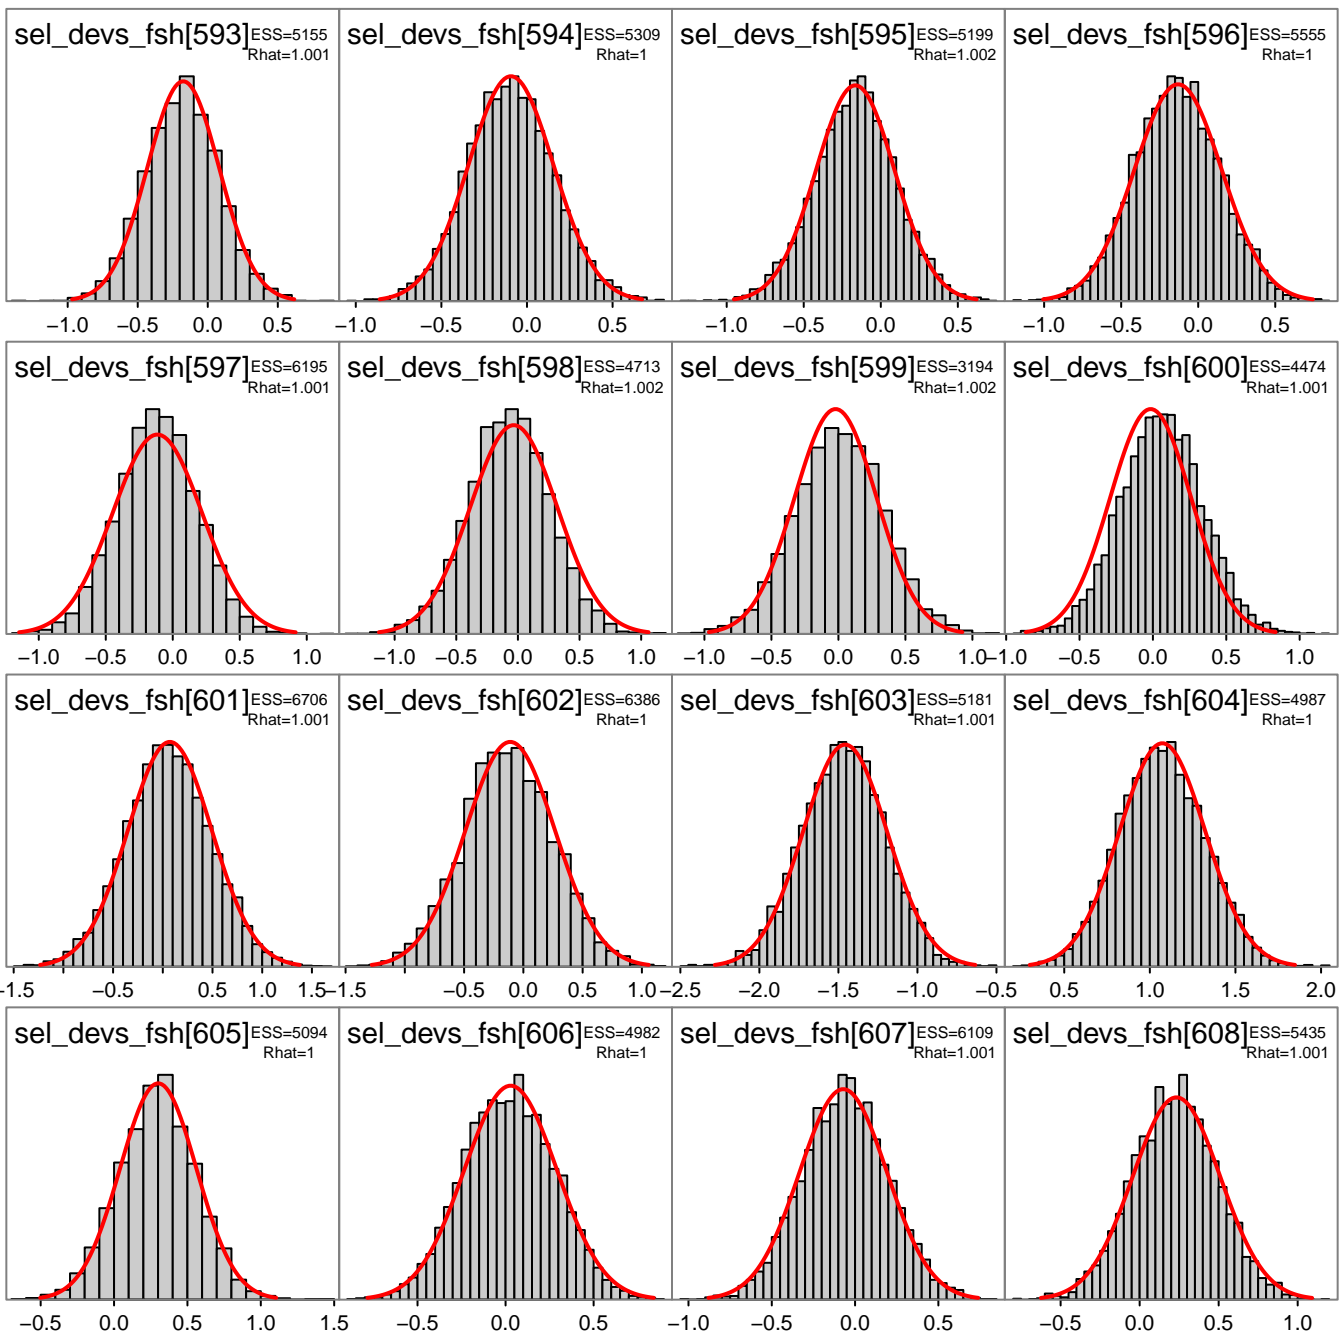 sel_devs_fsh[593] ESS=5155 Rhat=1.001
sel_devs_fsh[594] ESS=5309 Rhat=1
sel_devs_fsh[595] ESS=5199 Rhat=1.002
sel_devs_fsh[596] ESS=5555 Rhat=1
−1.0 −0.5 0.0 0.5
−1.0 −0.5 0.0 0.5
−1.0 −0.5 0.0 0.5
−1.0 −0.5 0.0 0.5
sel_devs_fsh[597] ESS=6195 Rhat=1.001
sel_devs_fsh[598] ESS=4713 Rhat=1.002
sel_devs_fsh[599] ESS=3194 Rhat=1.002
sel_devs_fsh[600] ESS=4474 Rhat=1.001
−1.0 −0.5 0.0 0.5 1.0
−1.0 −0.5 0.0 0.5 1.0
−1.0 −0.5 0.0 0.5 1.0
−1.0 −0.5 0.0 0.5 1.0
sel_devs_fsh[601] ESS=6706 Rhat=1.001
sel_devs_fsh[602] ESS=6386 Rhat=1
sel_devs_fsh[603] ESS=5181 Rhat=1.001
sel_devs_fsh[604] ESS=4987 Rhat=1
−1.5 −0.5 0.5 1.0 1.5
−1.5 −0.5 0.0 0.5 1.0
−2.5 −2.0 −1.5 −1.0 −0.5
0.5 1.0 1.5 2.0
sel_devs_fsh[605] ESS=5094 Rhat=1
sel_devs_fsh[606] ESS=4982 Rhat=1
sel_devs_fsh[607] ESS=6109 Rhat=1.001
sel_devs_fsh[608] ESS=5435 Rhat=1.001
−0.5 0.0 0.5 1.0 1.5
−0.5 0.0 0.5
−1.0 −0.5 0.0 0.5
−0.5 0.0 0.5 1.0